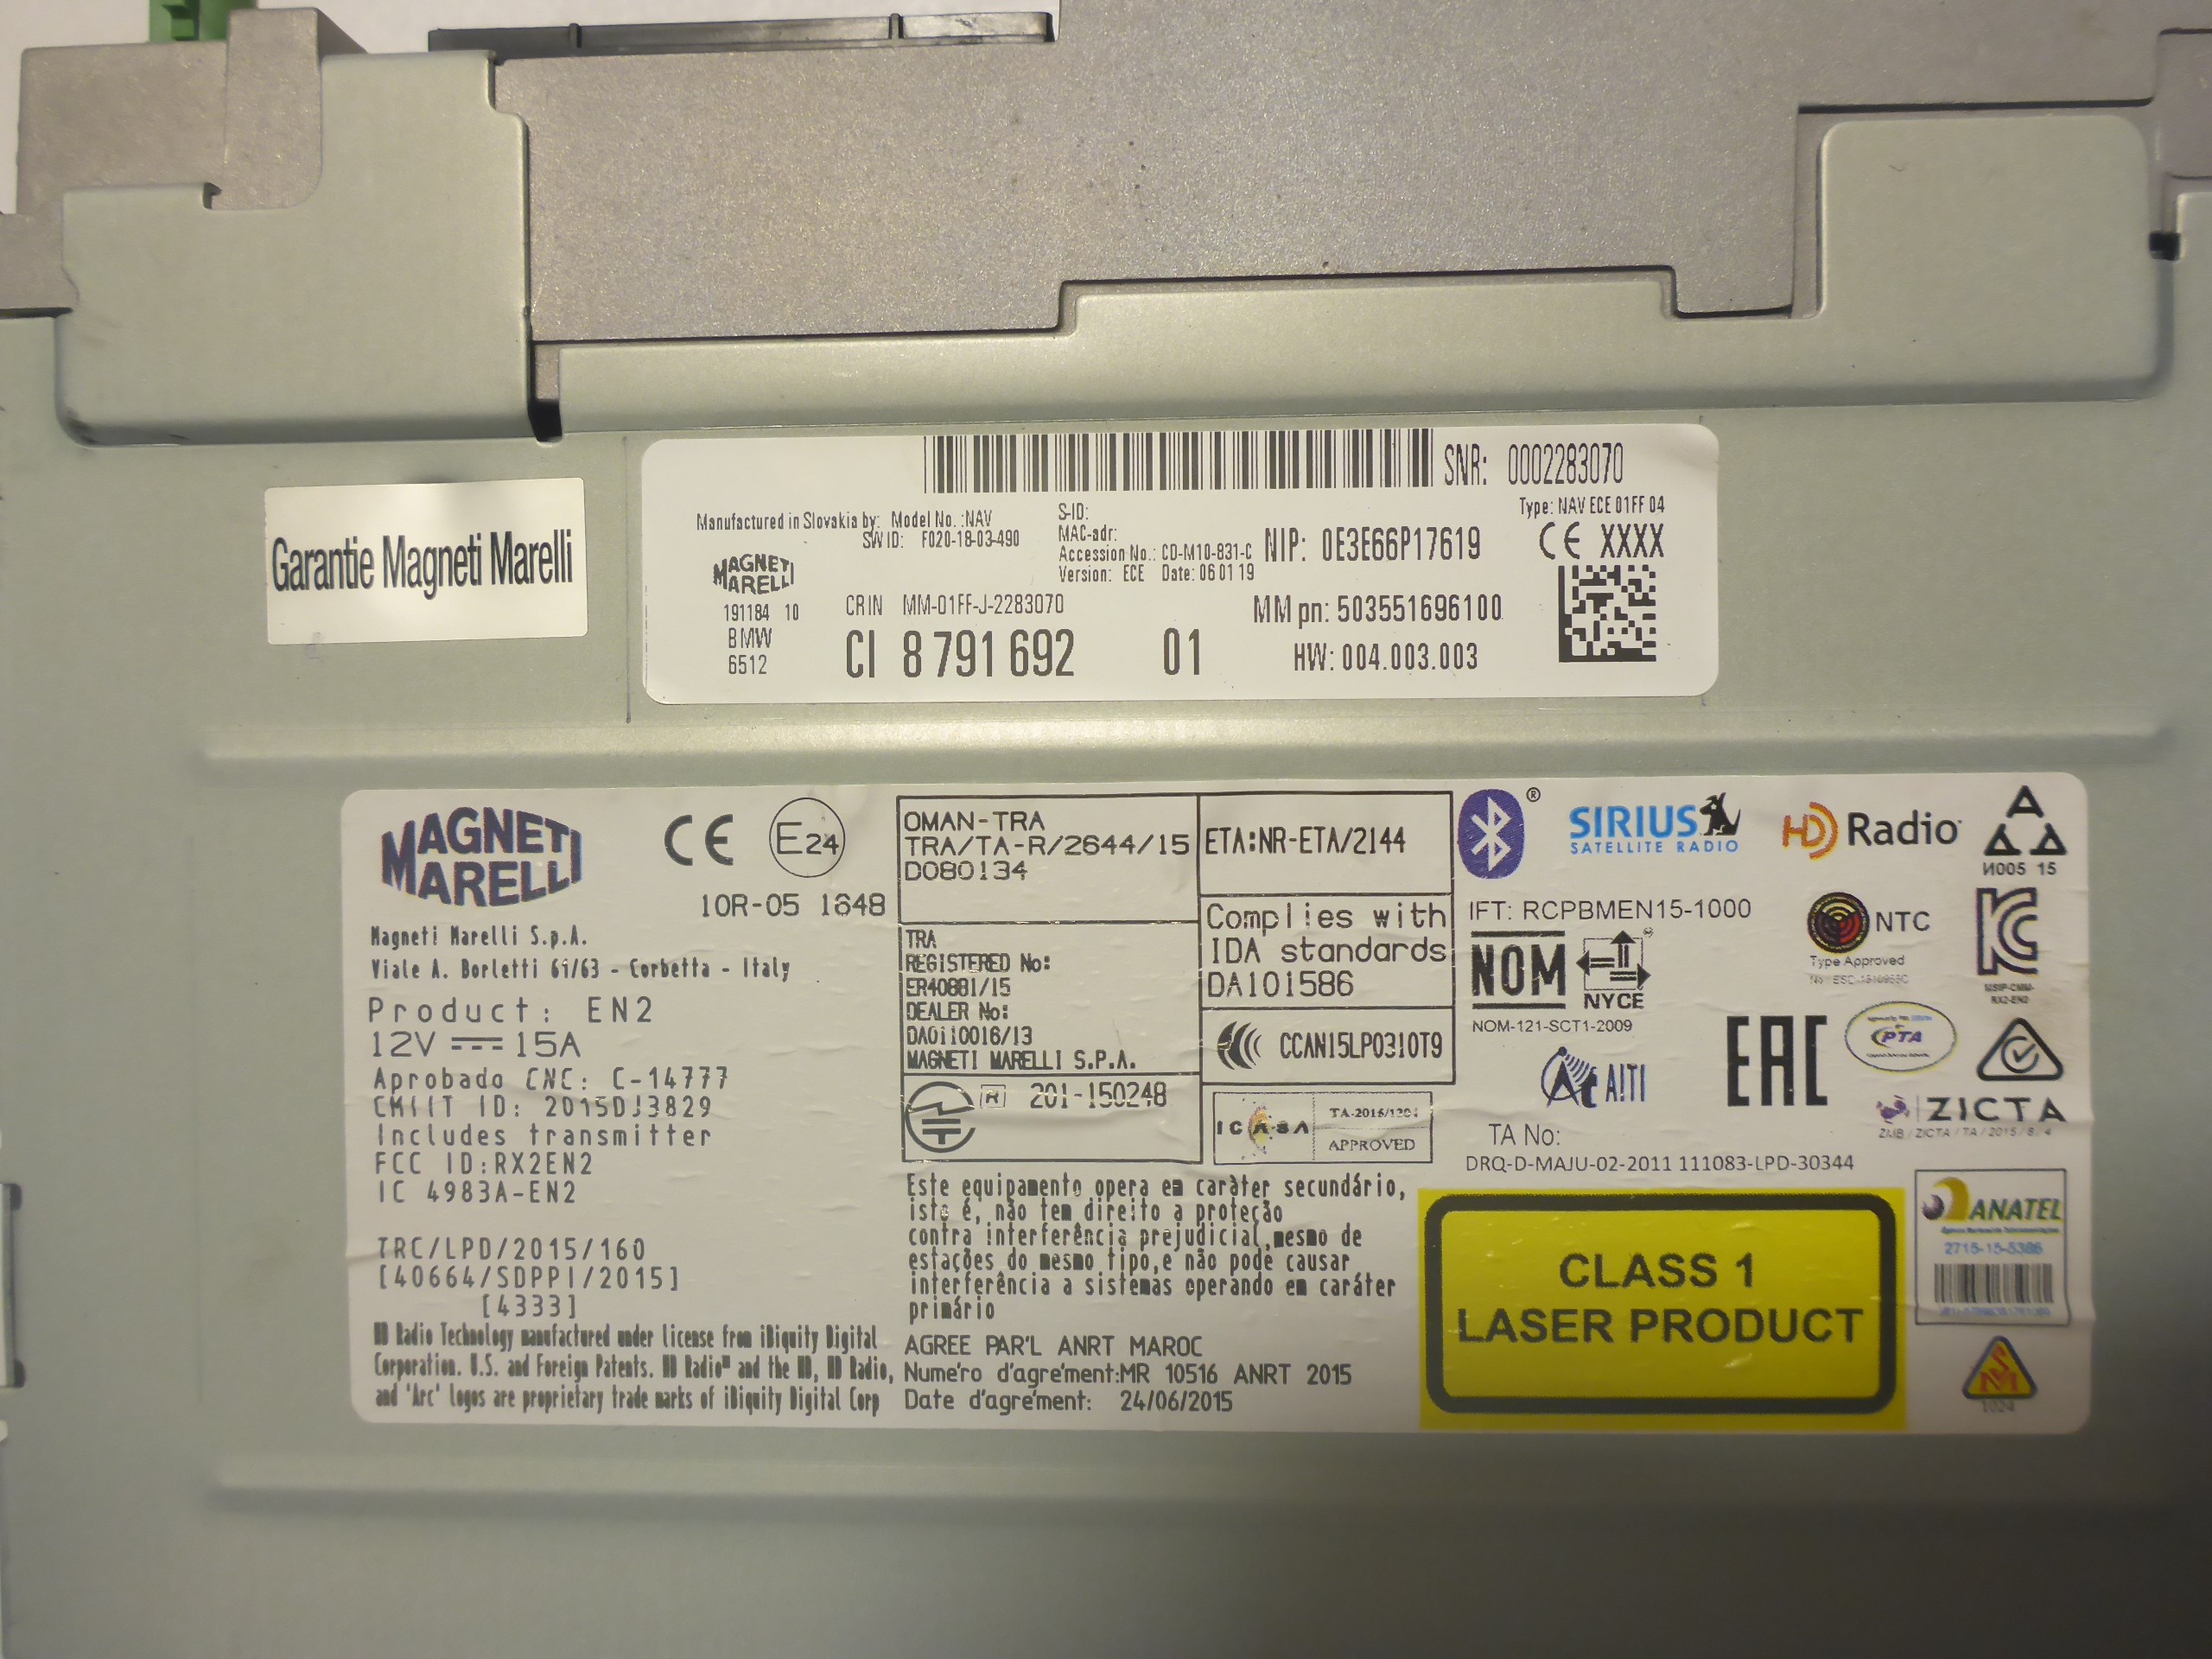 SNR: 0002283070
Type: NAV ECE 01FF 04
Manufactured in Slovakia by: Model No. :NAV
SW ID: F020-18-03-490
S-ID:
MAC-adr:
Accession No.: CD-M10-831-C
Version: ECE Date: 06 01 19
NIP: 0E3E66P17619
CE XXXX
Garantie Magneti Marelli
MAGNETI
MARELLI
191184 10
BMW
6512
CRIN MM-01FF-J-2283070
CI 8 791 692 01
MM pn: 503551696100
HW: 004.003.003
MAGNETI
MARELLI
CE E24
10R-05 1648
Magneti Marelli S.p.A.
Viale A. Borletti 61/63 - Corbetta - Italy
Product: EN2
12V 15A
Aprobado CNC: C-14777
CMIIT ID: 2015DJ3829
Includes transmitter
FCC ID:RX2EN2
IC 4983A-EN2
TRC/LPD/2015/160
[40664/SDPPI/2015]
[4333]
HD Radio Technology manufactured under license from iBiquity Digital
Corporation. U.S. and Foreign Patents. HD Radio™ and the HD, HD Radio,
and 'Arc' logos are proprietary trade marks of iBiquity Digital Corp
OMAN-TRA
TRA/TA-R/2644/15
D080134
TRA
REGISTERED No:
ER40881/15
DEALER No:
DA0110016/13
MAGNETI MARELLI S.P.A.
R 201-150248
ETA:NR-ETA/2144
Complies with
IDA standards
DA101586
CCAN15LP0310T9
ICASA
APPROVED
Este equipamento opera em caráter secundário,
isto é, não tem direito a proteção
contra interferência prejudicial,mesmo de
estações do mesmo tipo,e não pode causar
interferência a sistemas operando em caráter
primário
AGREE PAR'L ANRT MAROC
Numéro d'agrément:MR 10516 ANRT 2015
Date d'agrément: 24/06/2015
SIRIUS
SATELLITE RADIO
HD Radio
И005 15
IFT: RCPBMEN15-1000
NOM
NYCE
NOM-121-SCT1-2009
NTC
Type Approved
AITI
EAC
PTA
ZICTA
TA No:
DRQ-D-MAJU-02-2011 111083-LPD-30344
CLASS 1
LASER PRODUCT
ANATEL
2715-15-5386
1024